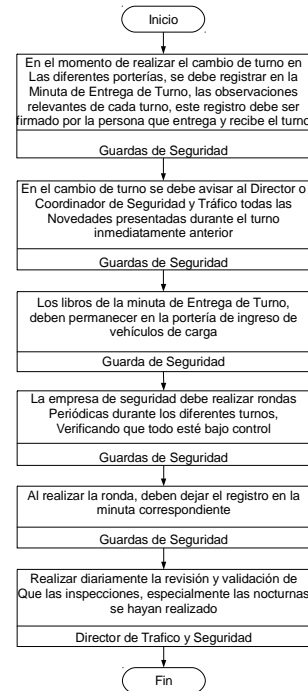 Inicio
En el momento de realizar el cambio de turno en
Las diferentes porterías, se debe registrar en la
Minuta de Entrega de Turno, las observaciones
relevantes de cada turno, este registro debe ser
firmado por la persona que entrega y recibe el turno
Guardas de Seguridad
En el cambio de turno se debe avisar al Director o
Coordinador de Seguridad y Tráfico todas las
Novedades presentadas durante el turno
inmediatamente anterior
Guardas de Seguridad
Los libros de la minuta de Entrega de Turno,
deben permanecer en la portería de ingreso de
vehículos de carga
Guarda de Seguridad
La empresa de seguridad debe realizar rondas
Periódicas durante los diferentes turnos,
Verificando que todo esté bajo control
Guardas de Seguridad
Al realizar la ronda, deben dejar el registro en la
minuta correspondiente
Guardas de Seguridad
Realizar diariamente la revisión y validación de
Que las inspecciones, especialmente las nocturnas
se hayan realizado
Director de Trafico y Seguridad
Fin